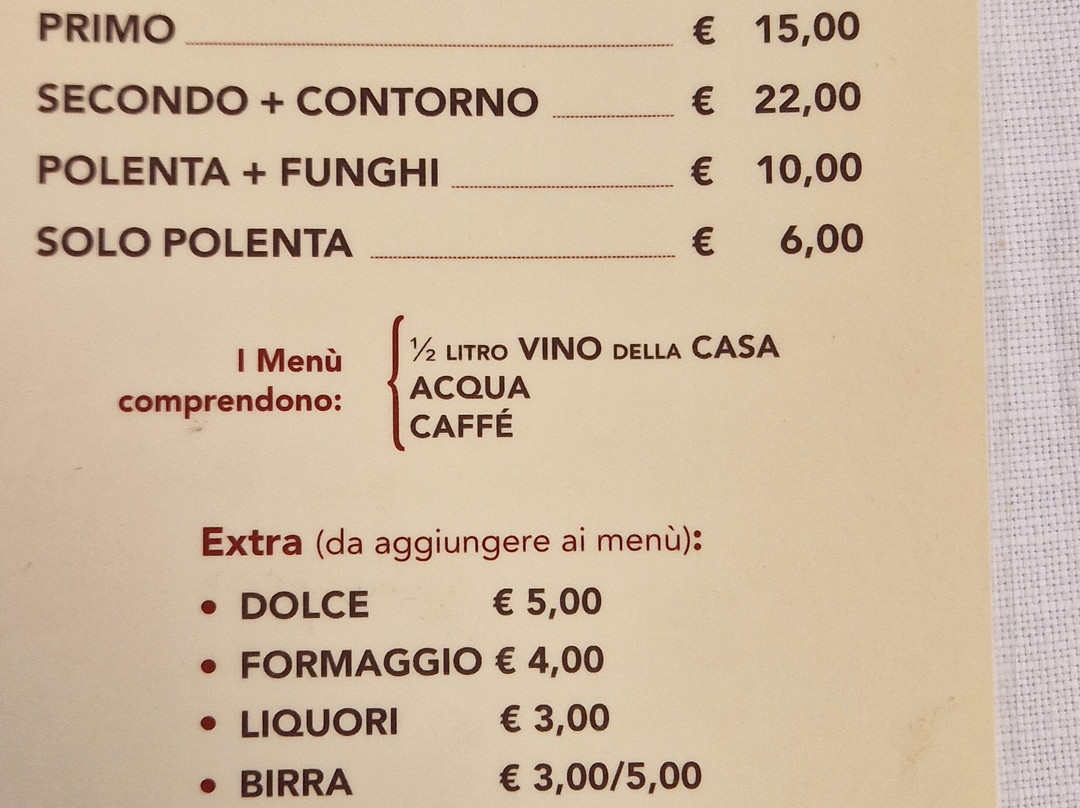 PRIMO € 15,00
SECONDO + CONTORNO € 22,00
POLENTA + FUNGHI € 10,00
SOLO POLENTA € 6,00
I Menù comprendono:
½ LITRO VINO DELLA CASA
ACQUA
CAFFÉ
Extra (da aggiungere ai menù):
• DOLCE € 5,00
• FORMAGGIO € 4,00
• LIQUORI € 3,00
• BIRRA € 3,00/5,00